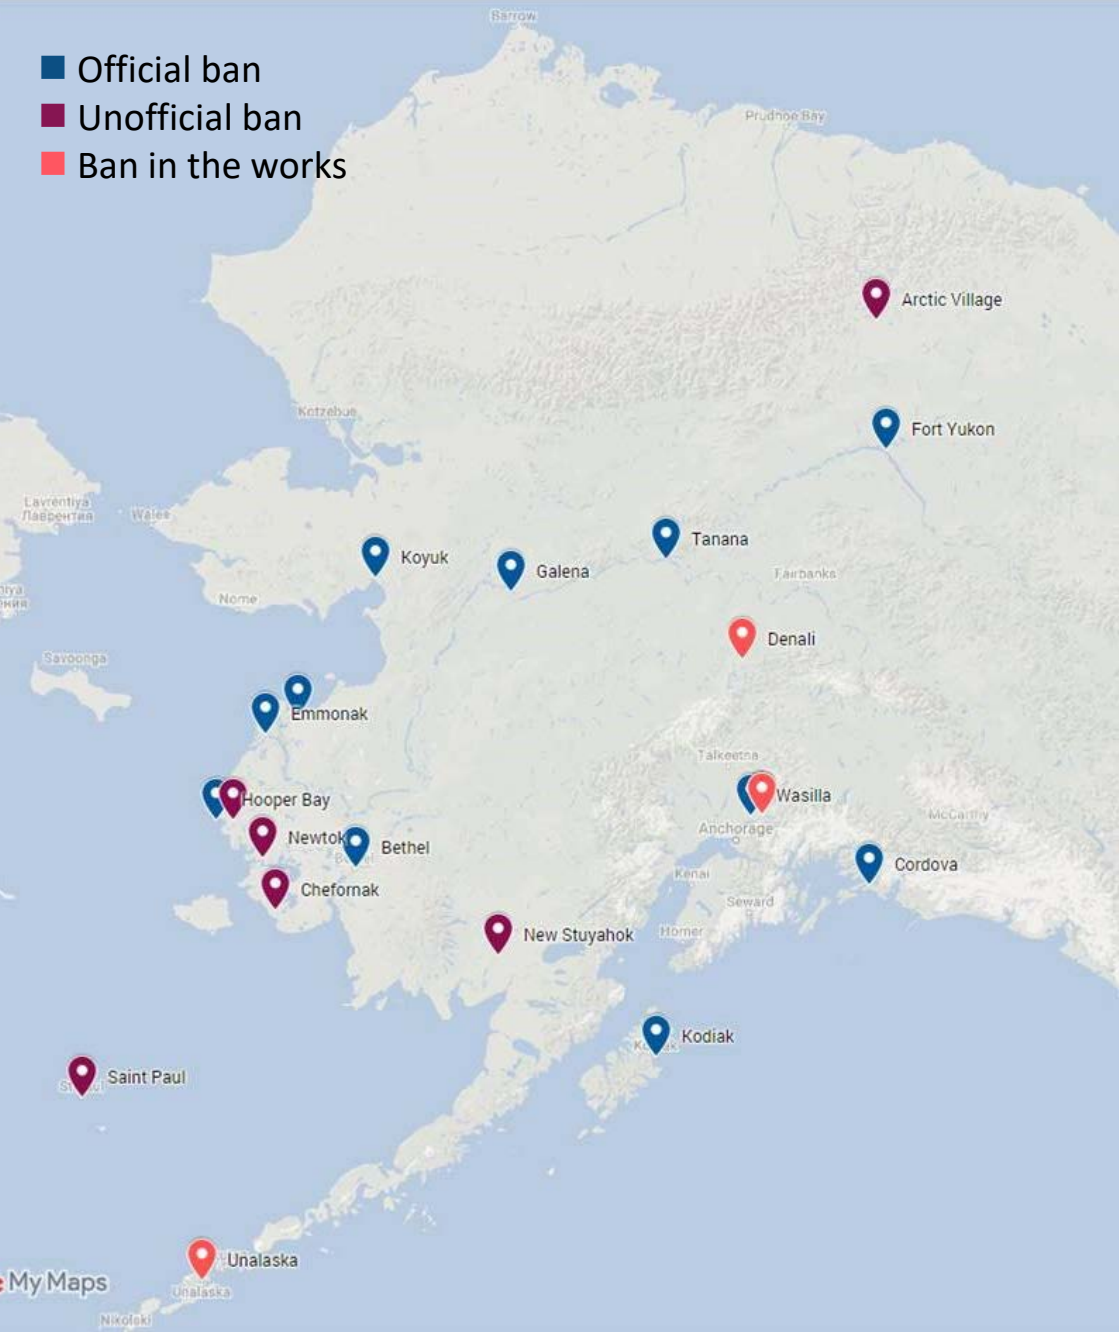 Barrow
Official ban
Unofficial ban
Ban in the works
Prudhoe Bay
Arctic Village
Kotzebue
Fort Yukon
Lavrentiya
Лаврентия
Wales
Tanana
Koyuk
Galena
Fairbanks
Nome
Denali
Savoonga
Emmonak
Talkeetna
Hooper Bay
Wasilla
McCarthy
Anchorage
Newtok
Bethel
Cordova
Kenai
Chefornak
Seward
New Stuyahok
Homer
Kodiak
Saint Paul
Unalaska
My Maps
Unalaska
Nikolski